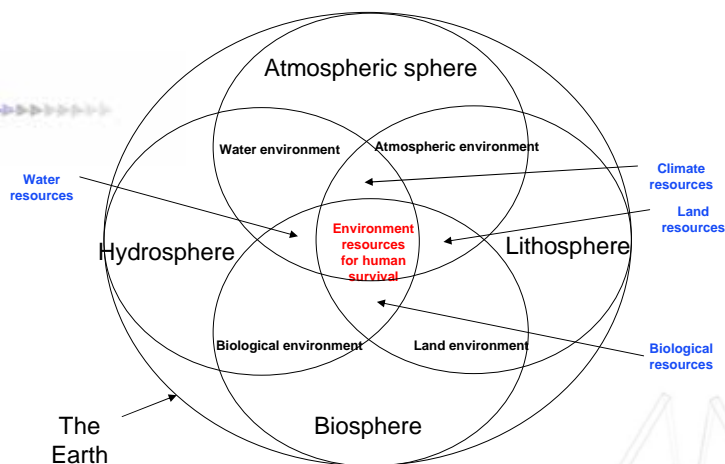 Atmospheric sphere
Water environment
Atmospheric environment
Water
resources
Climate
resources
Land
resources
Environment
resources
for human
survival
Hydrosphere
Lithosphere
Biological environment
Land environment
Biological
resources
The
Earth
Biosphere